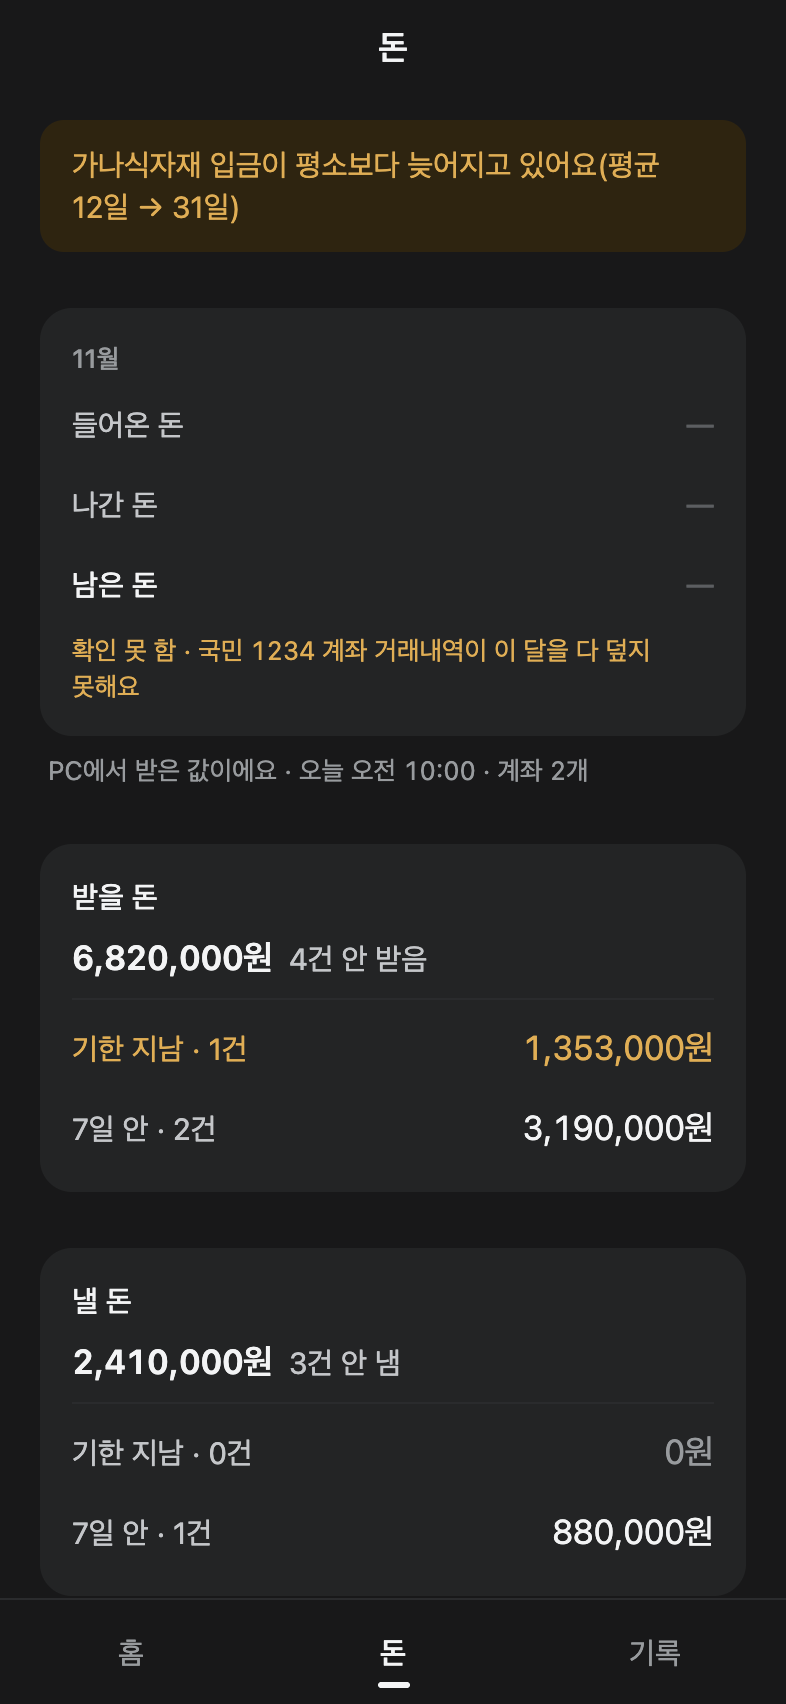 돈
가나식자재 입금이 평소보다 늦어지고 있어요(평균
12일 → 31일)
11월
들어온 돈 —
나간 돈 —
남은 돈 —
확인 못 함 · 국민 1234 계좌 거래내역이 이 달을 다 덮지
못해요
PC에서 받은 값이에요 · 오늘 오전 10:00 · 계좌 2개
받을 돈
6,820,000원 4건 안 받음
기한 지남 · 1건 1,353,000원
7일 안 · 2건 3,190,000원
낼 돈
2,410,000원 3건 안 냄
기한 지남 · 0건 0원
7일 안 · 1건 880,000원
홈 돈 기록